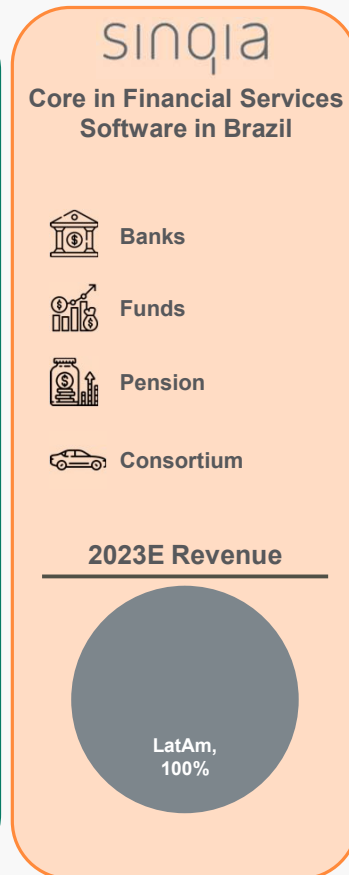 sinqia
Core in Financial Services
Software in Brazil
Banks
Funds
Pension
Consortium
2023E Revenue
LatAm,
100%